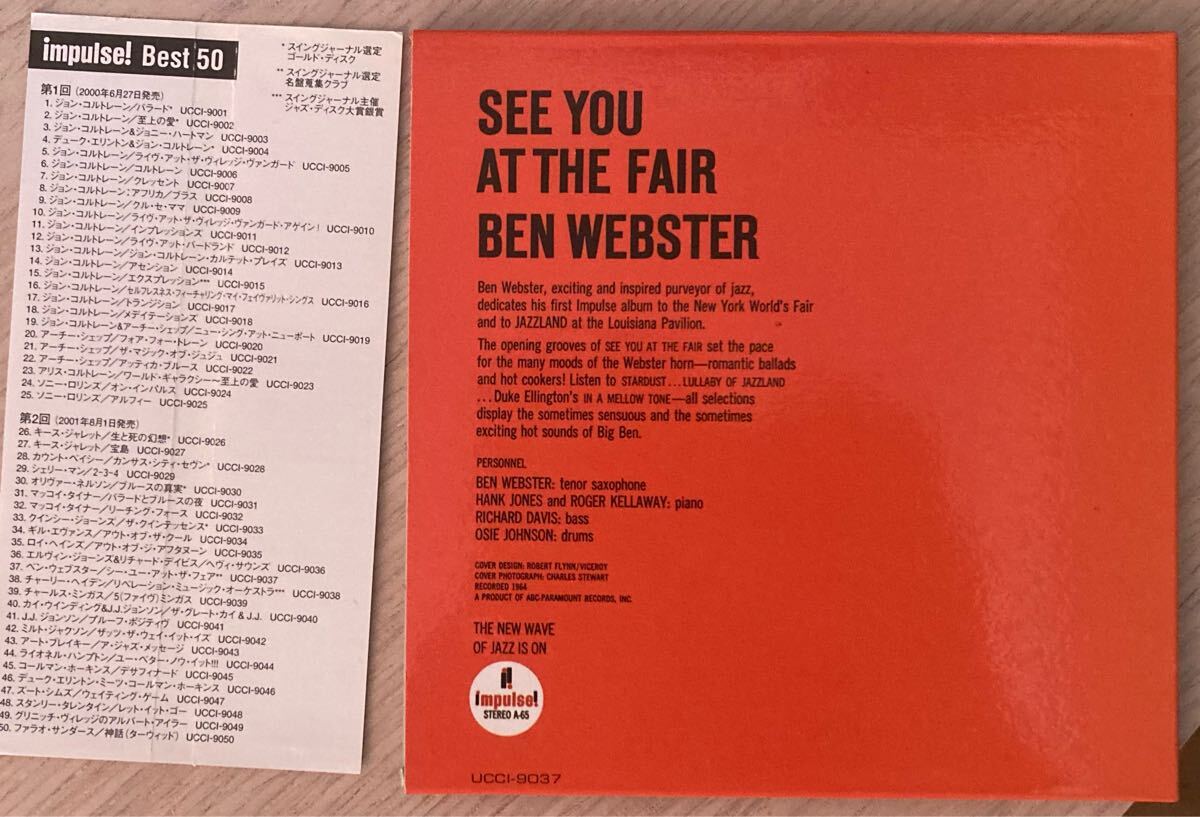 impulse! Best 50
* スイングジャーナル選定
ゴールド・ディスク
** スイングジャーナル選定
名盤蒐集クラブ
*** スイングジャーナル主催
ジャズ・ディスク大賞銀賞
第1回 (2000年6月27日発売)
1. ジョン・コルトレーン/バラード* UCCI-9001
2. ジョン・コルトレーン/至上の愛* UCCI-9002
3. ジョン・コルトレーン&ジョニー・ハートマン UCCI-9003
4. デューク・エリントン&ジョン・コルトレーン* UCCI-9004
5. ジョン・コルトレーン/ライヴ・アット・ザ・ヴィレッジ・ヴァンガード UCCI-9005
6. ジョン・コルトレーン/コルトレーン UCCI-9006
7. ジョン・コルトレーン/クレッセント UCCI-9007
8. ジョン・コルトレーン:アフリカ/ブラス UCCI-9008
9. ジョン・コルトレーン/クル・セ・ママ UCCI-9009
10. ジョン・コルトレーン/ライヴ・アット・ザ・ヴィレッジ・ヴァンガード・アゲイン! UCCI-9010
11. ジョン・コルトレーン/インプレッションズ UCCI-9011
12. ジョン・コルトレーン/ライヴ・アット・バードランド UCCI-9012
13. ジョン・コルトレーン/ジョン・コルトレーン・カルテット・プレイズ UCCI-9013
14. ジョン・コルトレーン/アセンション UCCI-9014
15. ジョン・コルトレーン/エクスプレッション*** UCCI-9015
16. ジョン・コルトレーン/セルフレスネス・フィーチャリング・マイ・フェイヴァリット・シングス UCCI-9016
17. ジョン・コルトレーン/トランジション UCCI-9017
18. ジョン・コルトレーン/メデイテーションズ UCCI-9018
19. ジョン・コルトレーン&アーチー・シェップ/ニュー・シング・アット・ニューポート UCCI-9019
20. アーチー・シェップ/フォア・フォー・トレーン UCCI-9020
21. アーチー・シェップ/ザ・マジック・オブ・ジュジュ UCCI-9021
22. アーチー・シェップ/アッティカ・ブルース UCCI-9022
23. アリス・コルトレーン/ワールド・ギャラクシー〜至上の愛 UCCI-9023
24. ソニー・ロリンズ/オン・インパルス UCCI-9024
25. ソニー・ロリンズ/アルフィー UCCI-9025
第2回 (2001年8月1日発売)
26. キース・ジャレット/生と死の幻想* UCCI-9026
27. キース・ジャレット/宝島 UCCI-9027
28. カウント・ベイシー/カンサス・シティ・セヴン* UCCI-9028
29. シェリー・マン/2-3-4 UCCI-9029
30. オリヴァー・ネルソン/ブルースの真実* UCCI-9030
31. マッコイ・タイナー/バラードとブルースの夜 UCCI-9031
32. マッコイ・タイナー/リーチング・フォース UCCI-9032
33. クインシー・ジョーンズ/ザ・クインテッセンス* UCCI-9033
34. ギル・エヴァンス/アウト・オブ・ザ・クール UCCI-9034
35. ロイ・ヘインズ/アウト・オブ・ジ・アフタヌーン UCCI-9035
36. エルヴィン・ジョーンズ&リチャード・デイビス/ヘヴィ・サウンズ UCCI-9036
37. ベン・ウェブスター/シー・ユー・アット・ザ・フェア** UCCI-9037
38. チャーリー・ヘイデン/リベレーション・ミュージック・オーケストラ*** UCCI-9038
39. チャールス・ミンガス/5(ファイヴ)ミンガス UCCI-9039
40. カイ・ウインディング&J.J.ジョンソン/ザ・グレート・カイ & J.J. UCCI-9040
41. J.J. ジョンソン/プルーフ・ポジティヴ UCCI-9041
42. ミルト・ジャクソン/ザッツ・ザ・ウェイ・イット・イズ UCCI-9042
43. アート・ブレイキー/ア・ジャズ・メッセージ UCCI-9043
44. ライオネル・ハンプトン/ユー・ベター・ノウ・イット!!! UCCI-9044
45. コールマン・ホーキンス/デサフィナード UCCI-9045
46. デューク・エリントン・ミーツ・コールマン・ホーキンス UCCI-9046
47. ズート・シムズ/ウェイティング・ゲーム UCCI-9047
48. スタンリー・タレンタイン/レット・イット・ゴー UCCI-9048
49. グリニッチ・ヴィレッジのアルバート・アイラー UCCI-9049
50. ファラオ・サンダース/神話(ターウィッド) UCCI-9050
SEE YOU
AT THE FAIR
BEN WEBSTER
Ben Webster, exciting and inspired purveyor of jazz,
dedicates his first Impulse album to the New York World's Fair
and to JAZZLAND at the Louisiana Pavilion.
The opening grooves of SEE YOU AT THE FAIR set the pace
for the many moods of the Webster horn—romantic ballads
and hot cookers! Listen to STARDUST...LULLABY OF JAZZLAND
...Duke Ellington's IN A MELLOW TONE—all selections
display the sometimes sensuous and the sometimes
exciting hot sounds of Big Ben.
PERSONNEL
BEN WEBSTER: tenor saxophone
HANK JONES and ROGER KELLAWAY: piano
RICHARD DAVIS: bass
OSIE JOHNSON: drums
COVER DESIGN: ROBERT FLYNN/VICEROY
COVER PHOTOGRAPH: CHARLES STEWART
RECORDED 1964
A PRODUCT OF ABC-PARAMOUNT RECORDS, INC.
THE NEW WAVE
OF JAZZ IS ON
i!
impulse!
STEREO A-65
UCCI-9037